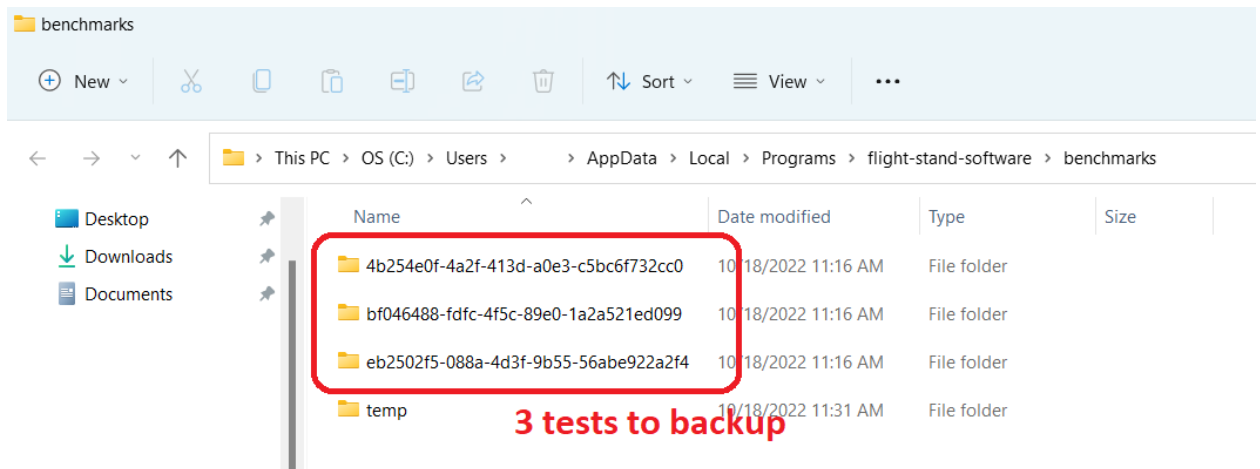 benchmarks
New
Sort
View
This PC > OS (C:) > Users > > AppData > Local > Programs > flight-stand-software > benchmarks
Desktop
Downloads
Documents
Name Date modified Type Size
4b254e0f-4a2f-413d-a0e3-c5bc6f732cc0 10/18/2022 11:16 AM File folder
bf046488-fdfc-4f5c-89e0-1a2a521ed099 10/18/2022 11:16 AM File folder
eb2502f5-088a-4d3f-9b55-56abe922a2f4 10/18/2022 11:16 AM File folder
temp 10/18/2022 11:31 AM File folder
3 tests to backup